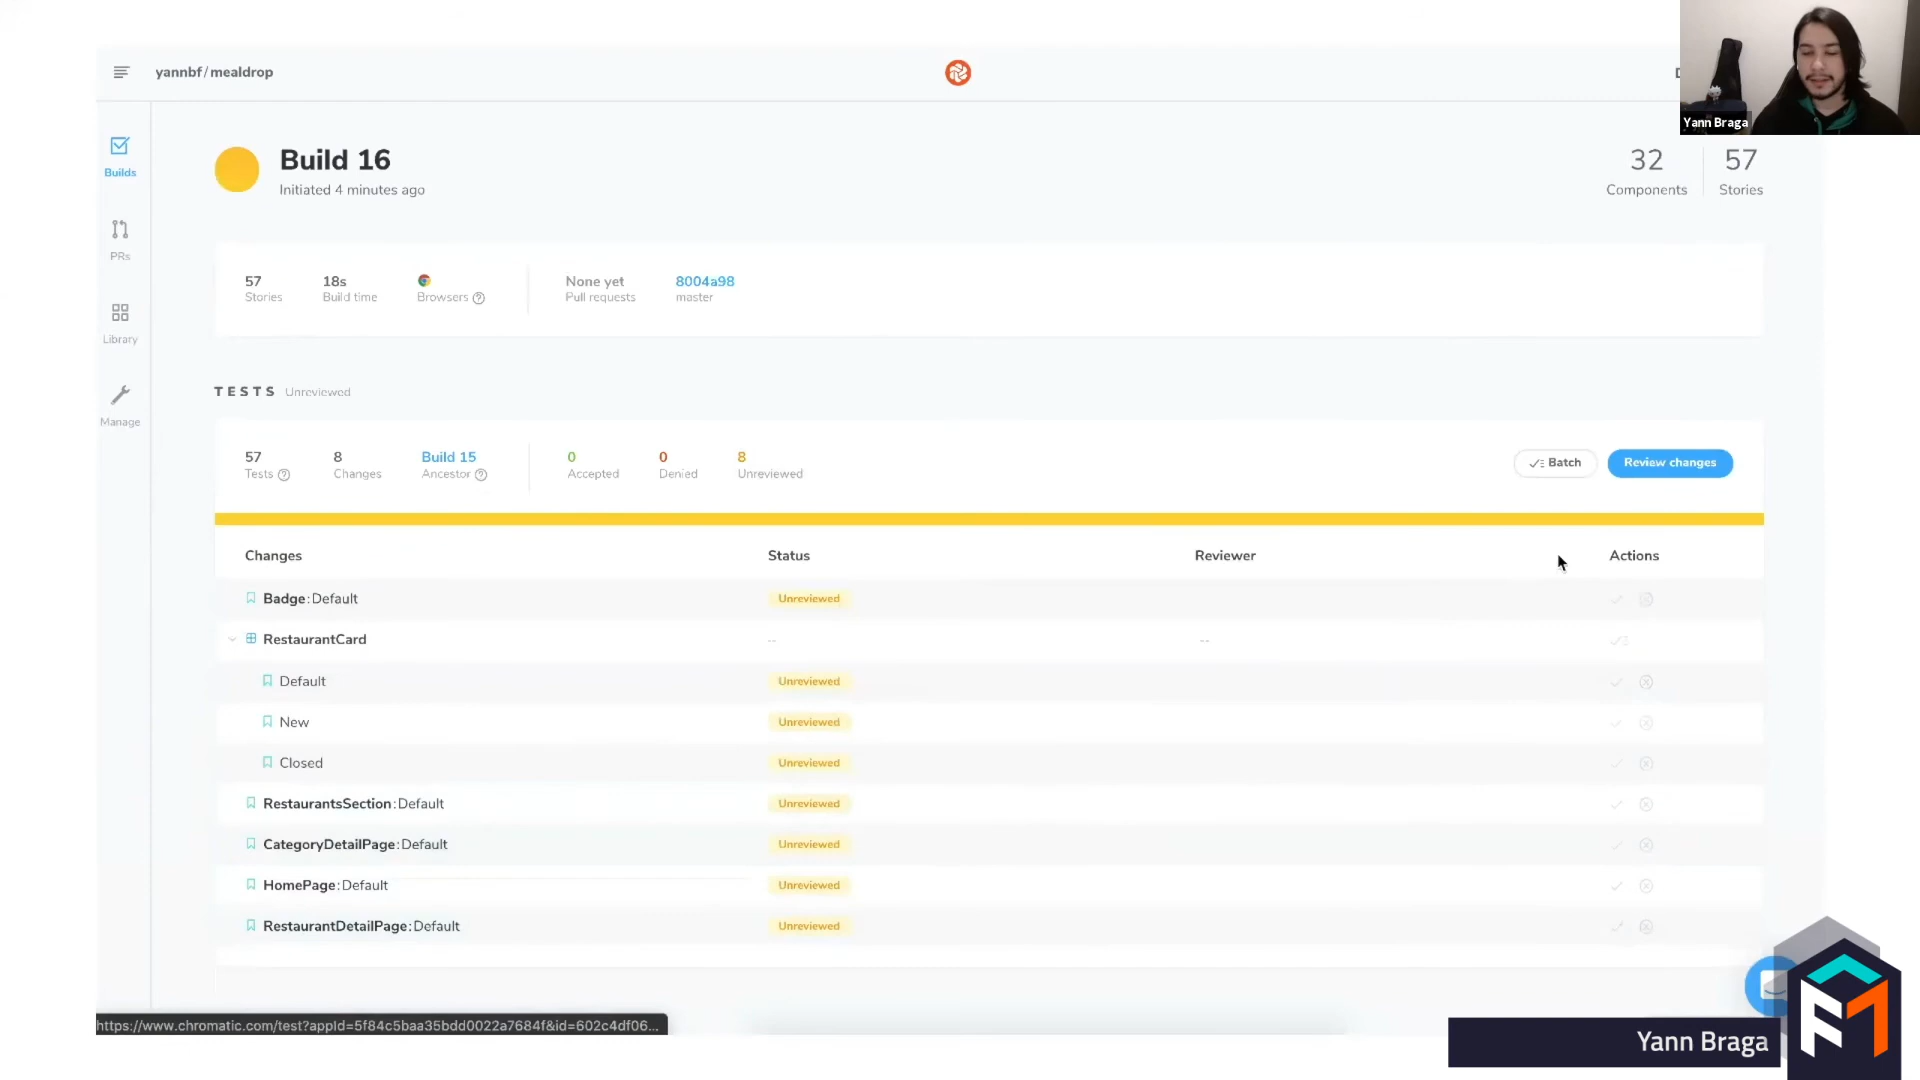 yannbf/mealdrop
Yann Braga
Builds
Build 16
Initiated 4 minutes ago
32
Components
57
Stories
PRs
57
Stories
18s
Build time
Browsers
None yet
Pull requests
8004a98
master
Library
TESTS Unreviewed
Manage
57
Tests
8
Changes
Build 15
Ancestor
0
Accepted
0
Denied
8
Unreviewed
Batch
Review changes
Changes Status Reviewer Actions
Badge:Default Unreviewed
RestaurantCard -- --
Default Unreviewed
New Unreviewed
Closed Unreviewed
RestaurantsSection:Default Unreviewed
CategoryDetailPage:Default Unreviewed
HomePage:Default Unreviewed
RestaurantDetailPage:Default Unreviewed
https://www.chromatic.com/test?appId=5f84c5baa35bdd0022a7684f&id=602c4df06...
Yann Braga